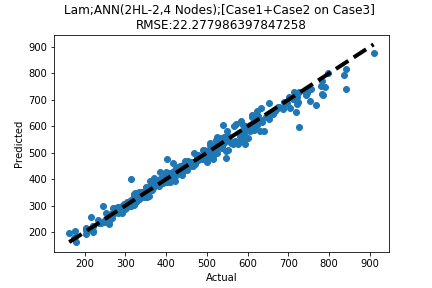 Lam;ANN(2HL-2,4 Nodes);[Case1+Case2 on Case3]
RMSE:22.277986397847258
900
800
700
600
500
400
300
200
Predicted
200 300 400 500 600 700 800 900
Actual